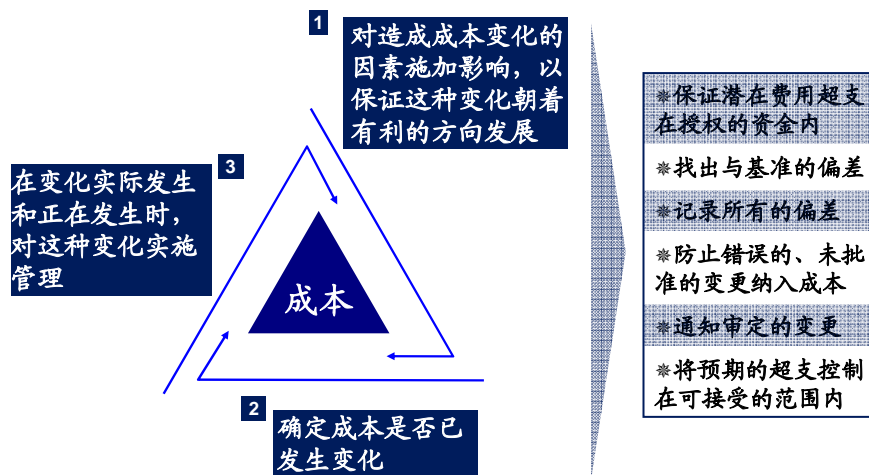 1
对造成成本变化的
因素施加影响，以
保证这种变化朝着
有利的方向发展
3
在变化实际发生
和正在发生时，
对这种变化实施
管理
成本
2
确定成本是否已
发生变化
✵保证潜在费用超支
在授权的资金内
✵找出与基准的偏差
✵记录所有的偏差
✵防止错误的、未批
准的变更纳入成本
✵通知审定的变更
✵将预期的超支控制
在可接受的范围内